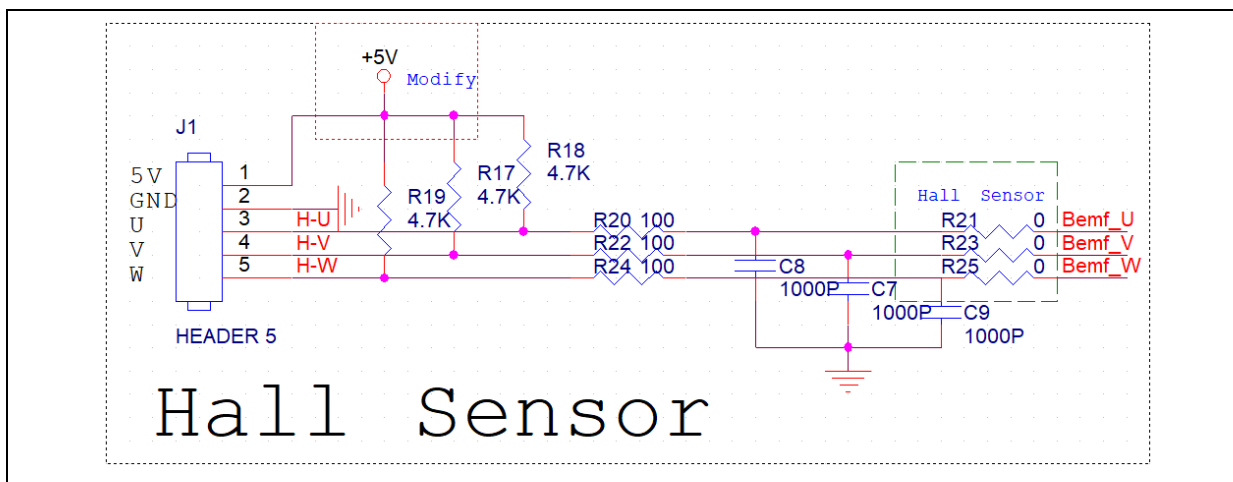 +5V
Modify
J1
R18
4.7K
5V 1
R17
4.7K
GND 2
R19
4.7K
Hall Sensor
U 3 H-U R20 100 R21 0 Bemf_U
V 4 H-V R22 100 R23 0 Bemf_V
W 5 H-W R24 100 R25 0 Bemf_W
C8
1000P
C7
1000P
C9
1000P
HEADER 5
Hall Sensor